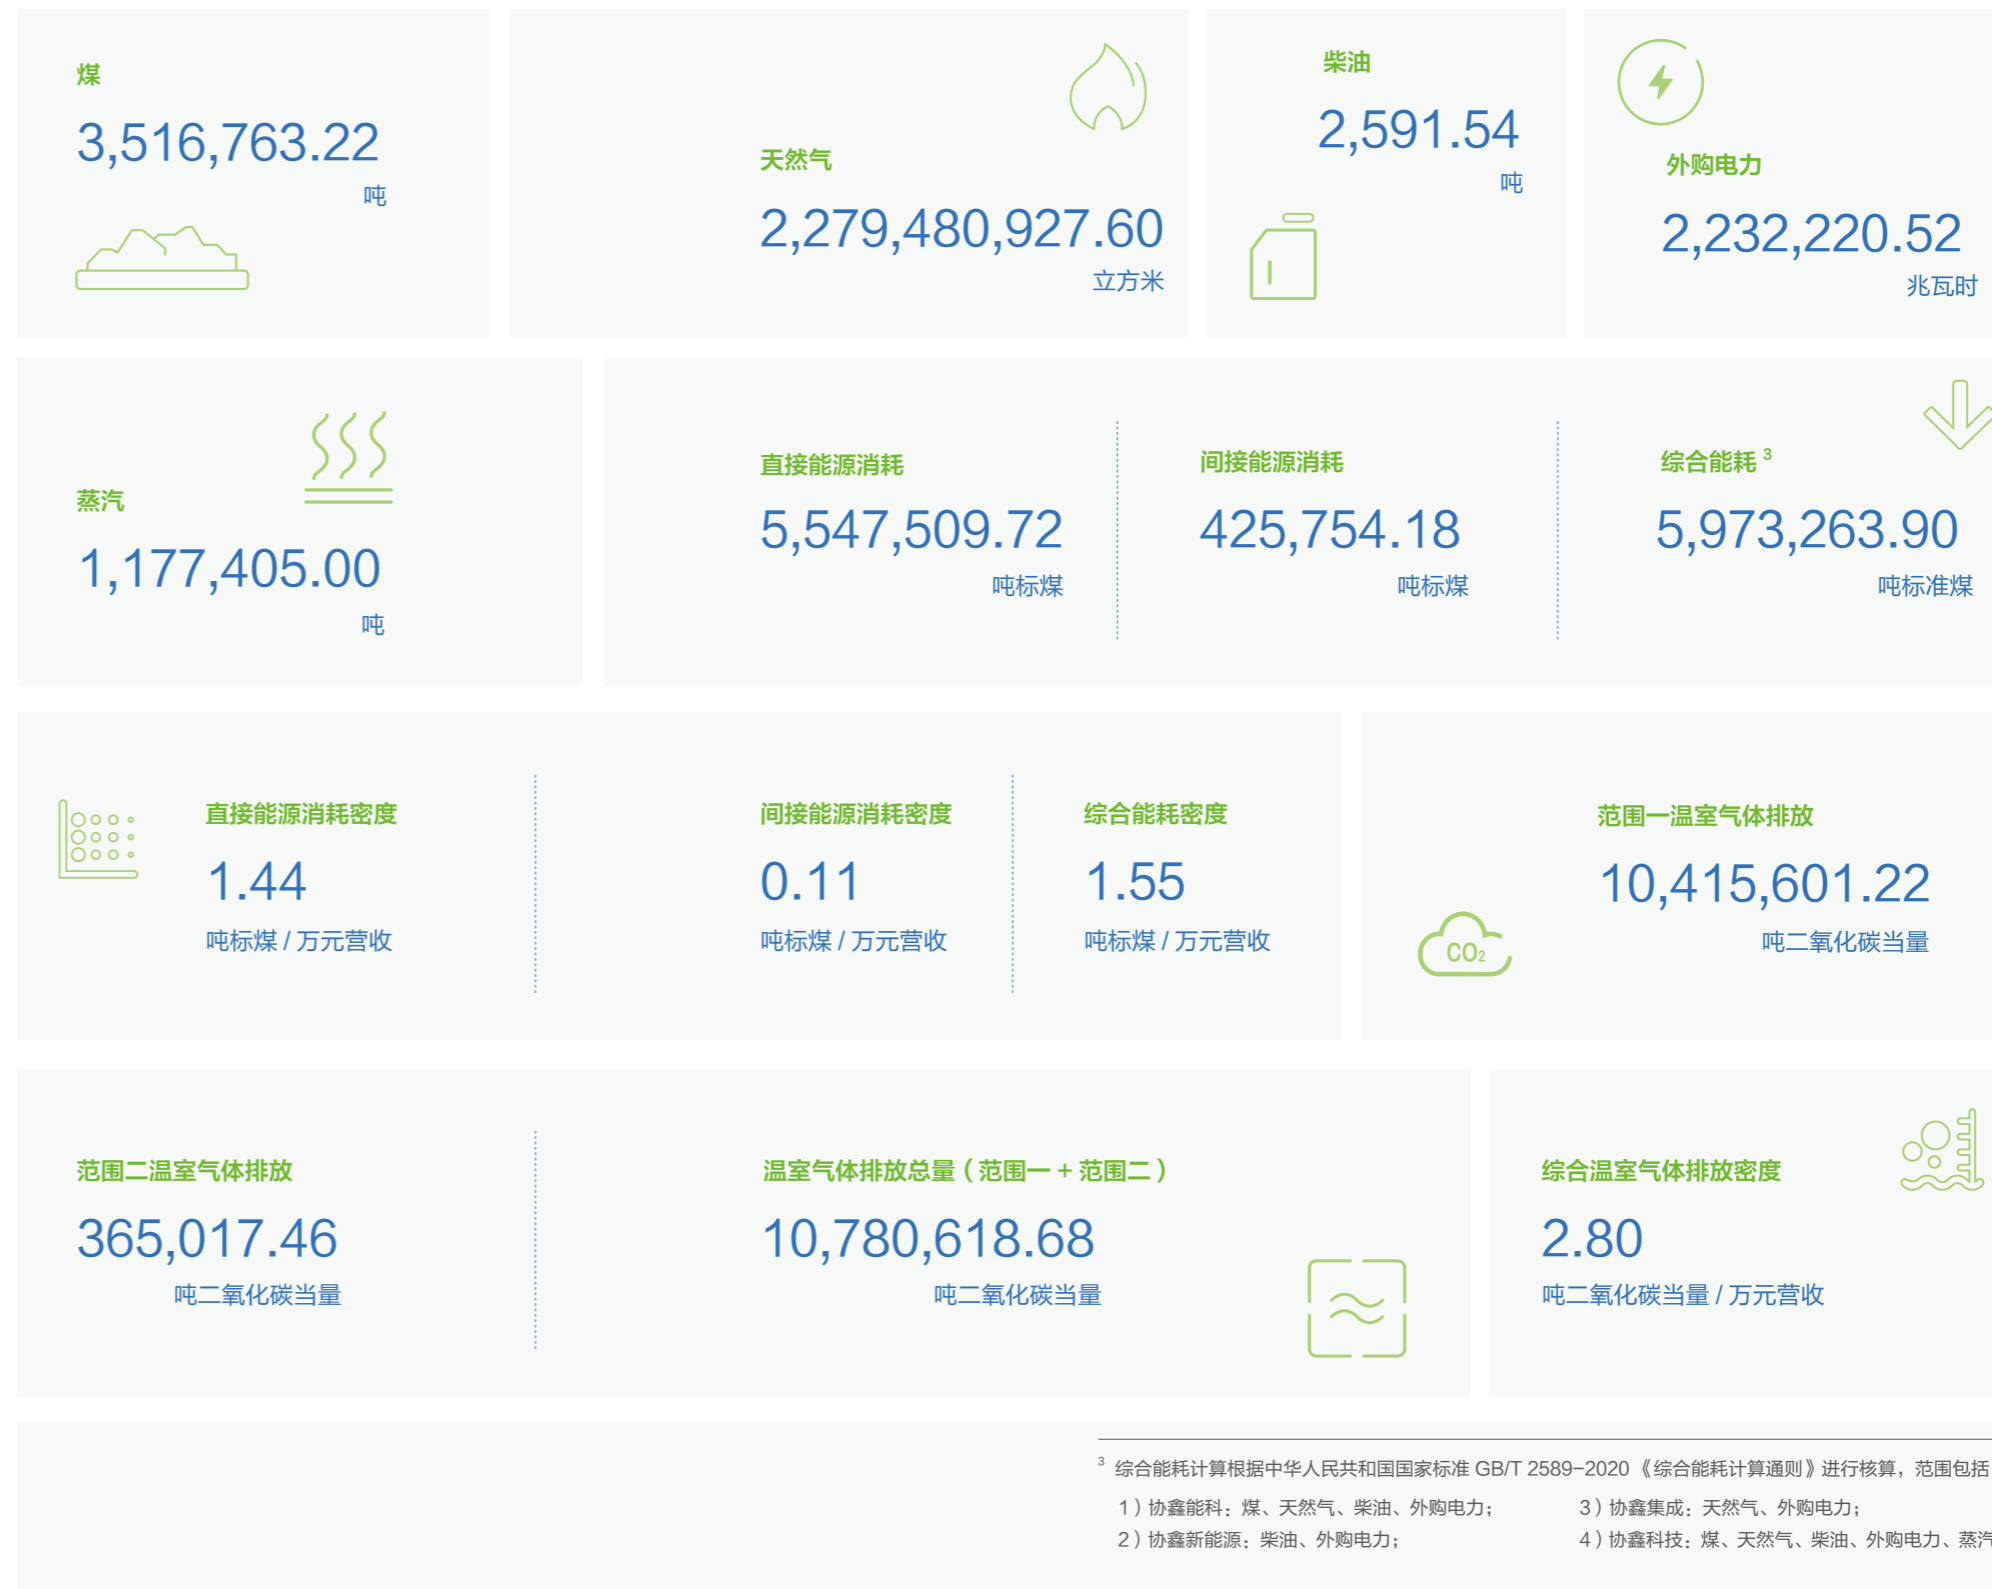 煤
3,516,763.22
吨
天然气
2,279,480,927.60
立方米
柴油
2,591.54
吨
外购电力
2,232,220.52
兆瓦时
蒸汽
1,177,405.00
吨
直接能源消耗
5,547,509.72
吨标煤
间接能源消耗
425,754.18
吨标煤
综合能耗 3
5,973,263.90
吨标准煤
直接能源消耗密度
1.44
吨标煤 / 万元营收
间接能源消耗密度
0.11
吨标煤 / 万元营收
综合能耗密度
1.55
吨标煤 / 万元营收
范围一温室气体排放
10,415,601.22
吨二氧化碳当量
CO₂
范围二温室气体排放
365,017.46
吨二氧化碳当量
温室气体排放总量（范围一 + 范围二）
10,780,618.68
吨二氧化碳当量
综合温室气体排放密度
2.80
吨二氧化碳当量 / 万元营收
3 综合能耗计算根据中华人民共和国国家标准 GB/T 2589-2020《综合能耗计算通则》进行核算，范围包括
1）协鑫能科：煤、天然气、柴油、外购电力；
2）协鑫新能源：柴油、外购电力；
3）协鑫集成：天然气、外购电力；
4）协鑫科技：煤、天然气、柴油、外购电力、蒸汽